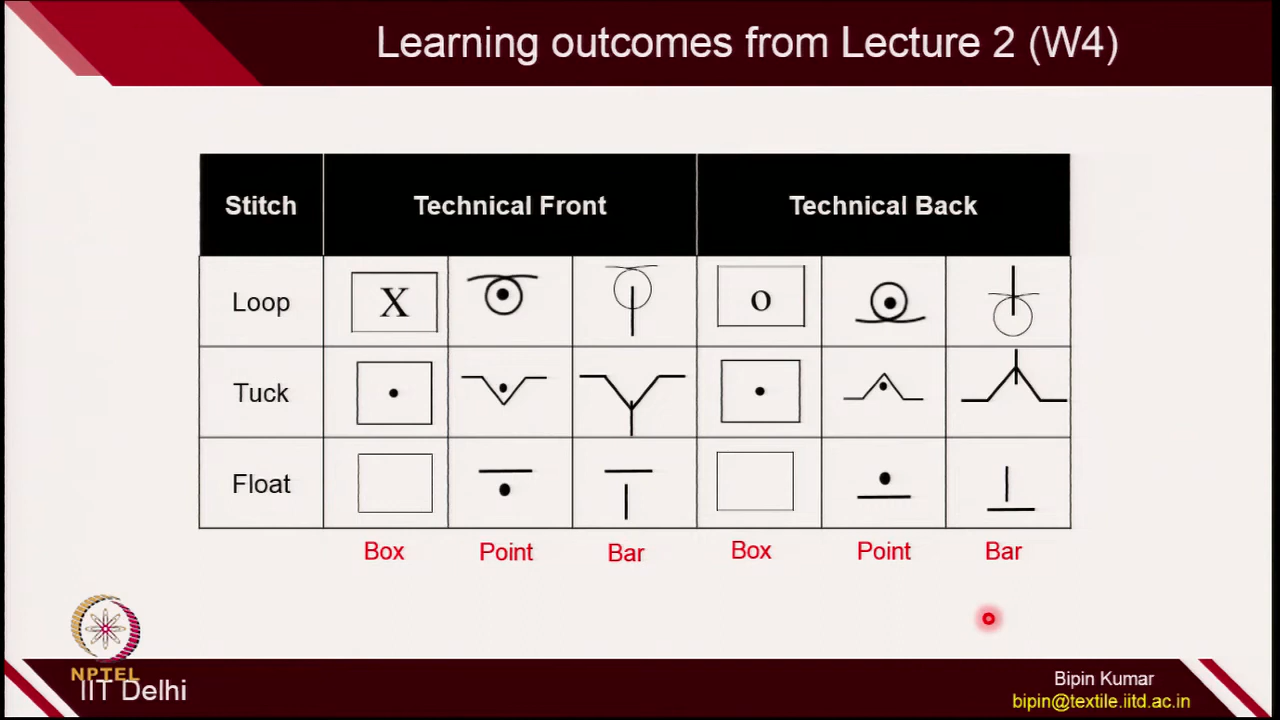 Learning outcomes from Lecture 2 (W4)
Stitch Technical Front Technical Back
Loop X o
Tuck
Float
Box Point Bar Box Point Bar
NPTEL
IIT Delhi
Bipin Kumar
bipin@textile.iitd.ac.in